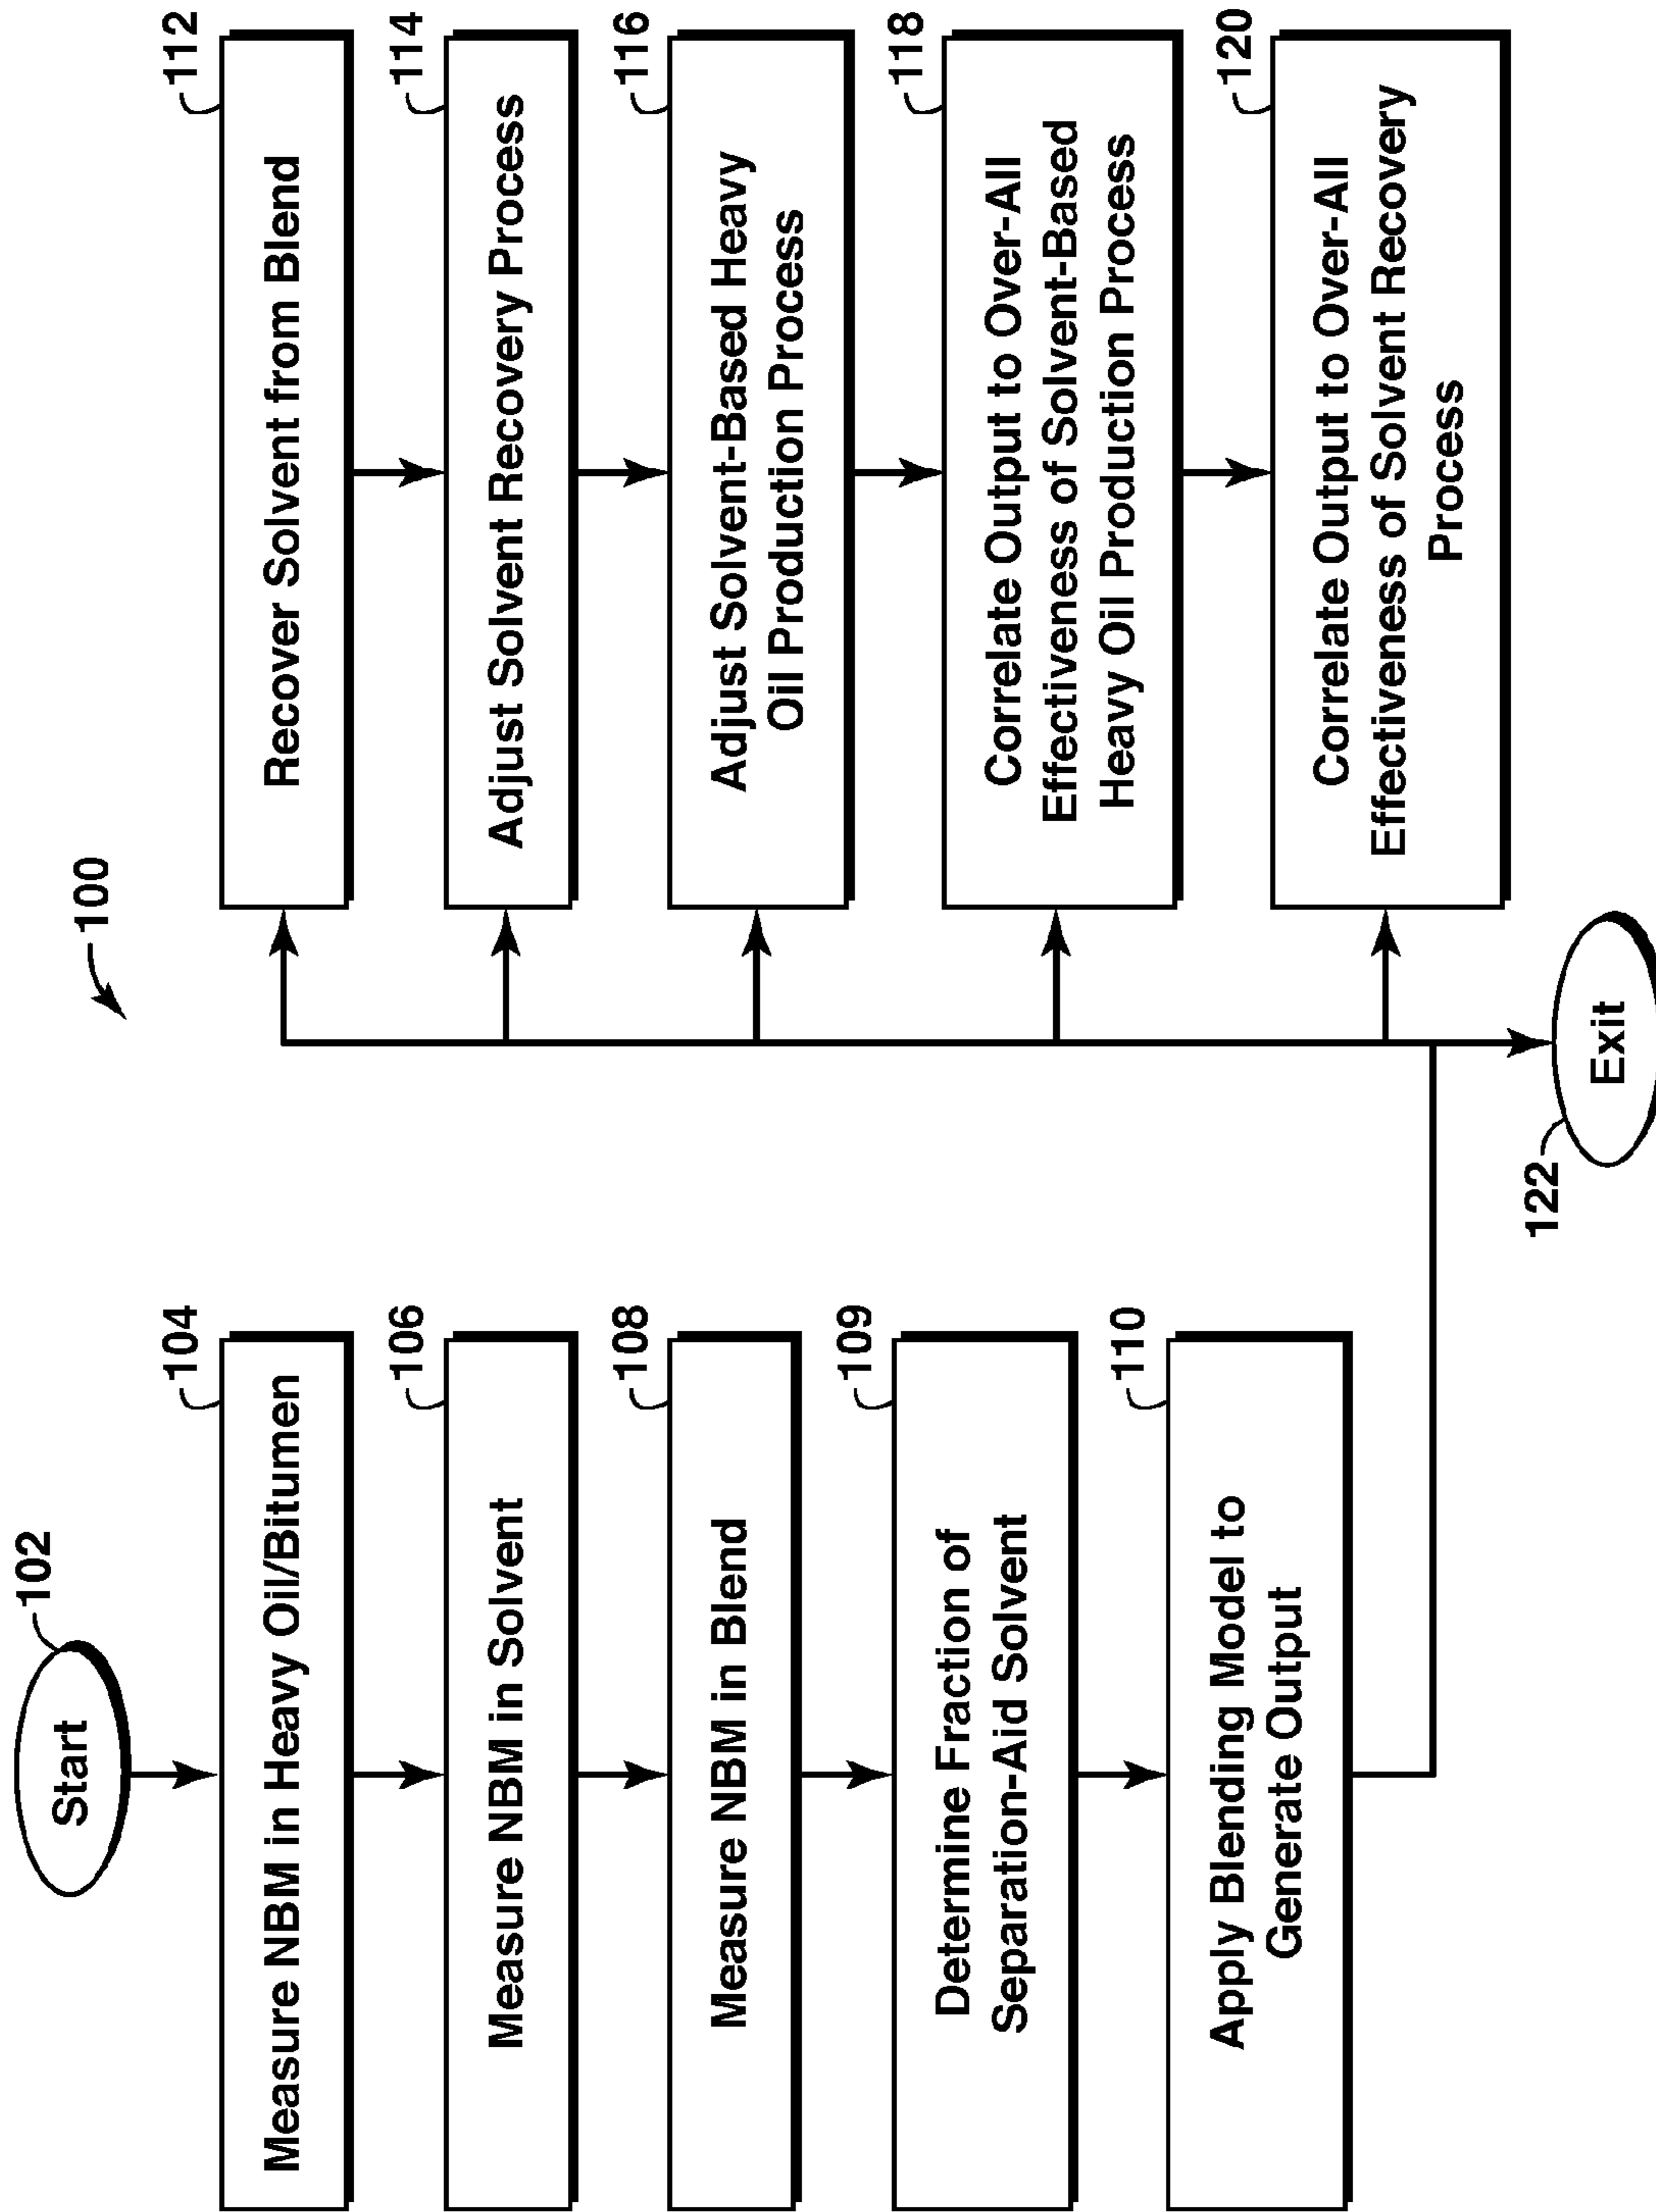 100
Start
102
104
Measure NBM in Heavy Oil/Bitumen
106
Measure NBM in Solvent
108
Measure NBM in Blend
109
Determine Fraction of
Separation-Aid Solvent
110
Apply Blending Model to
Generate Output
112
Recover Solvent from Blend
114
Adjust Solvent Recovery Process
116
Adjust Solvent-Based Heavy
Oil Production Process
118
Correlate Output to Over-All
Effectiveness of Solvent-Based
Heavy Oil Production Process
120
Correlate Output to Over-All
Effectiveness of Solvent Recovery
Process
122
Exit